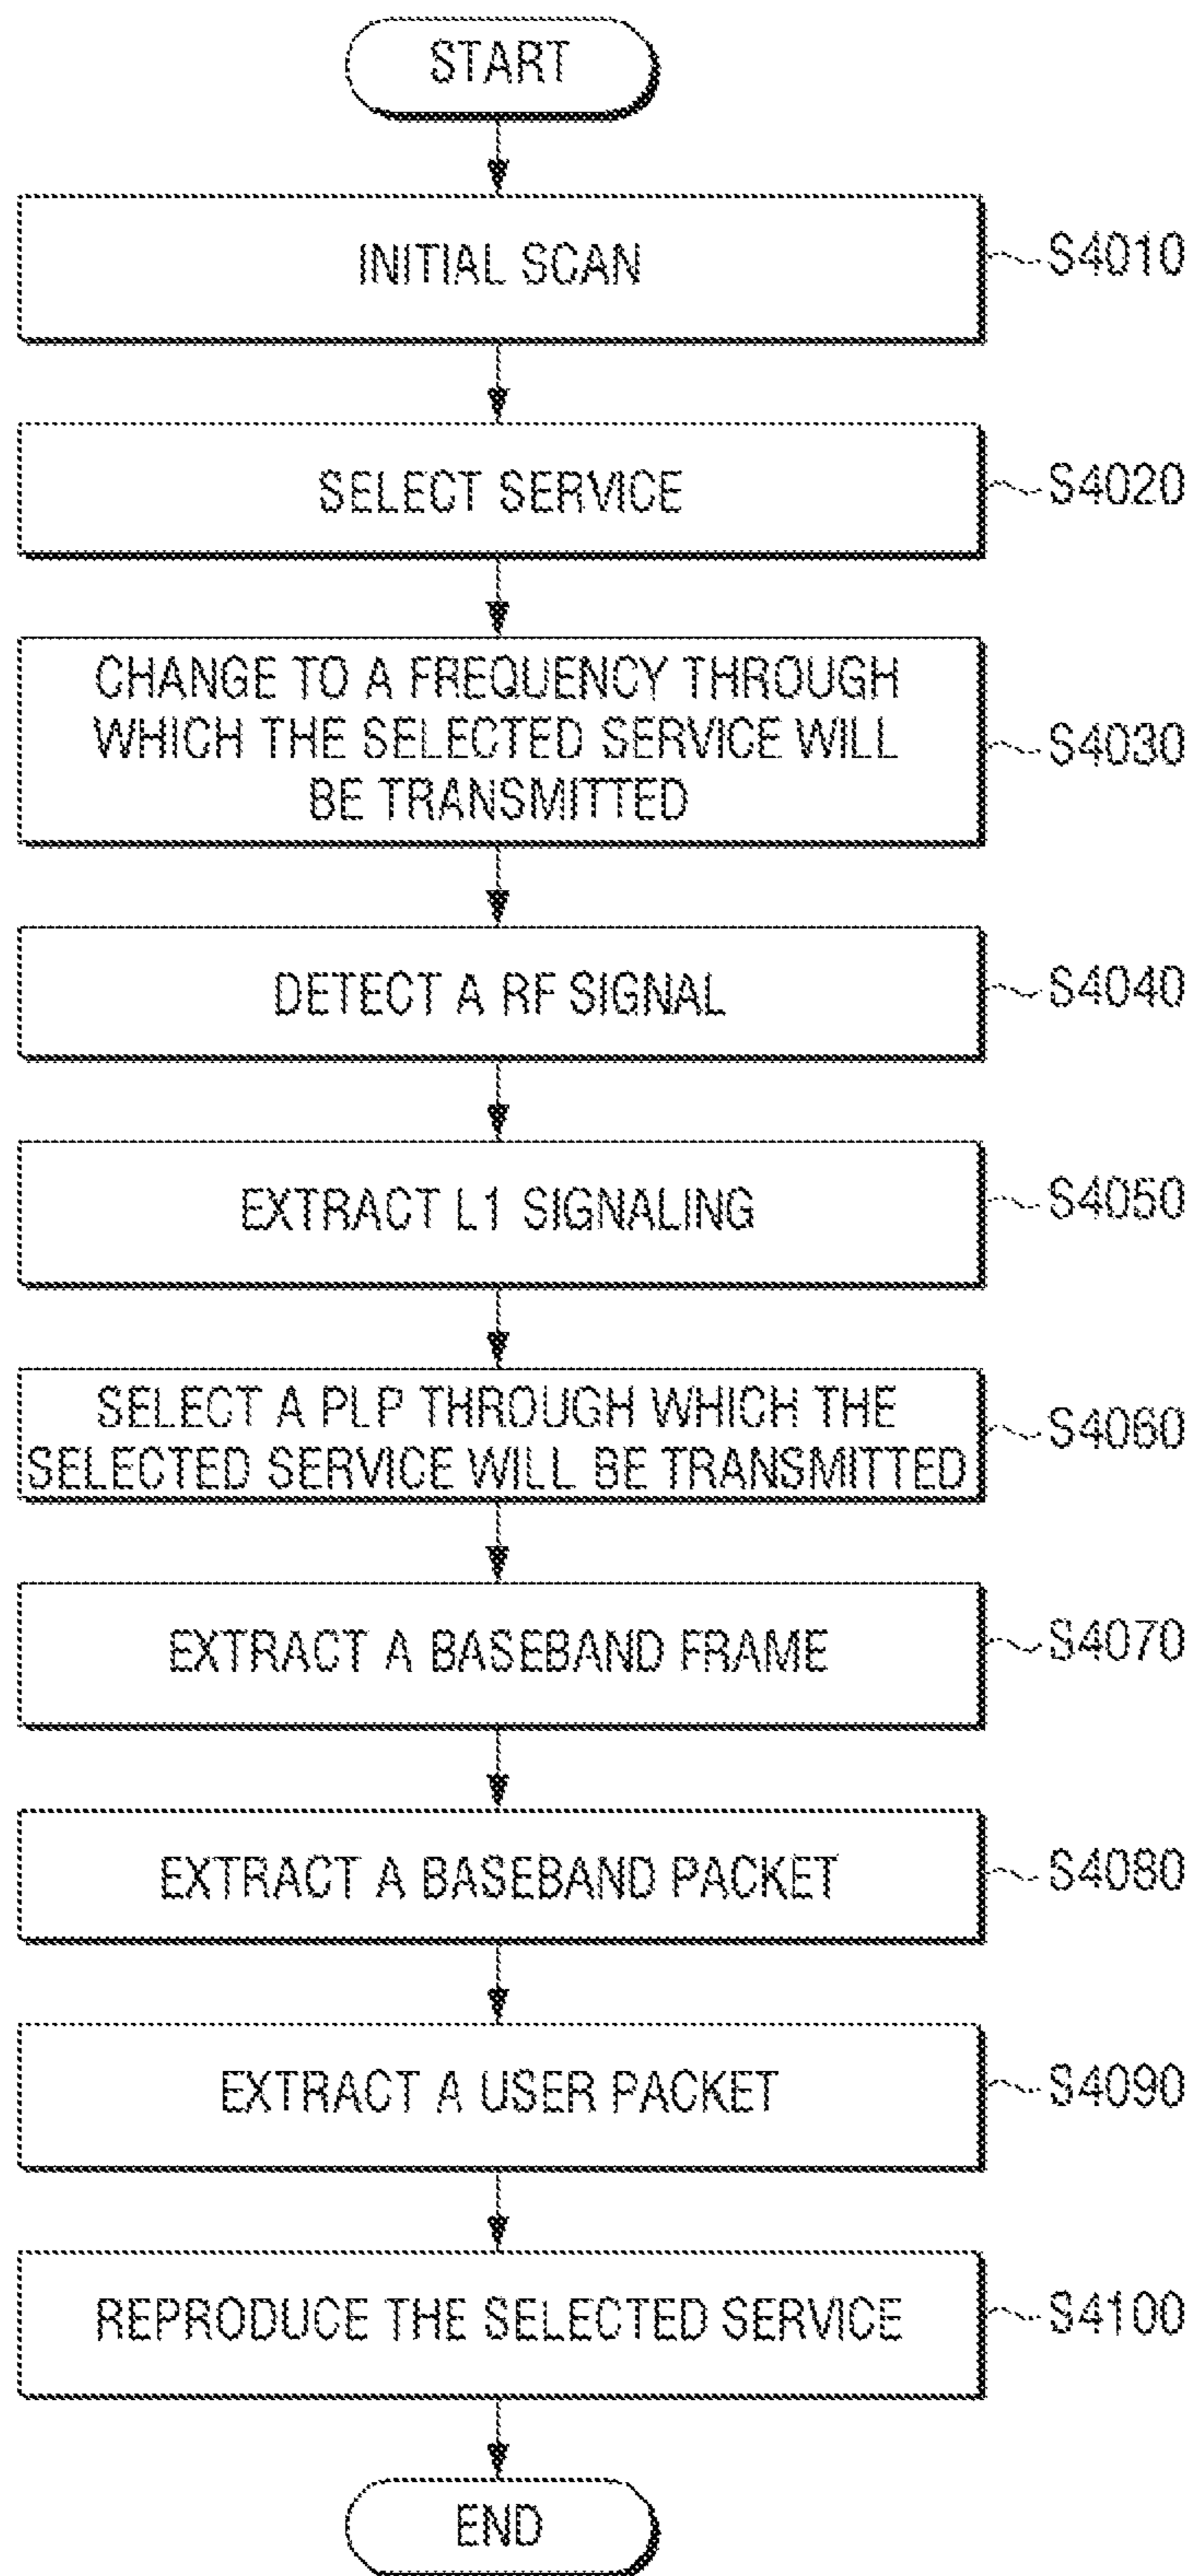 START
INITIAL SCAN
S4010
SELECT SERVICE
S4020
CHANGE TO A FREQUENCY THROUGH
WHICH THE SELECTED SERVICE WILL
BE TRANSMITTED
S4030
DETECT A RF SIGNAL
S4040
EXTRACT L1 SIGNALING
S4050
SELECT A PLP THROUGH WHICH THE
SELECTED SERVICE WILL BE TRANSMITTED
S4060
EXTRACT A BASEBAND FRAME
S4070
EXTRACT A BASEBAND PACKET
S4080
EXTRACT A USER PACKET
S4090
REPRODUCE THE SELECTED SERVICE
S4100
END